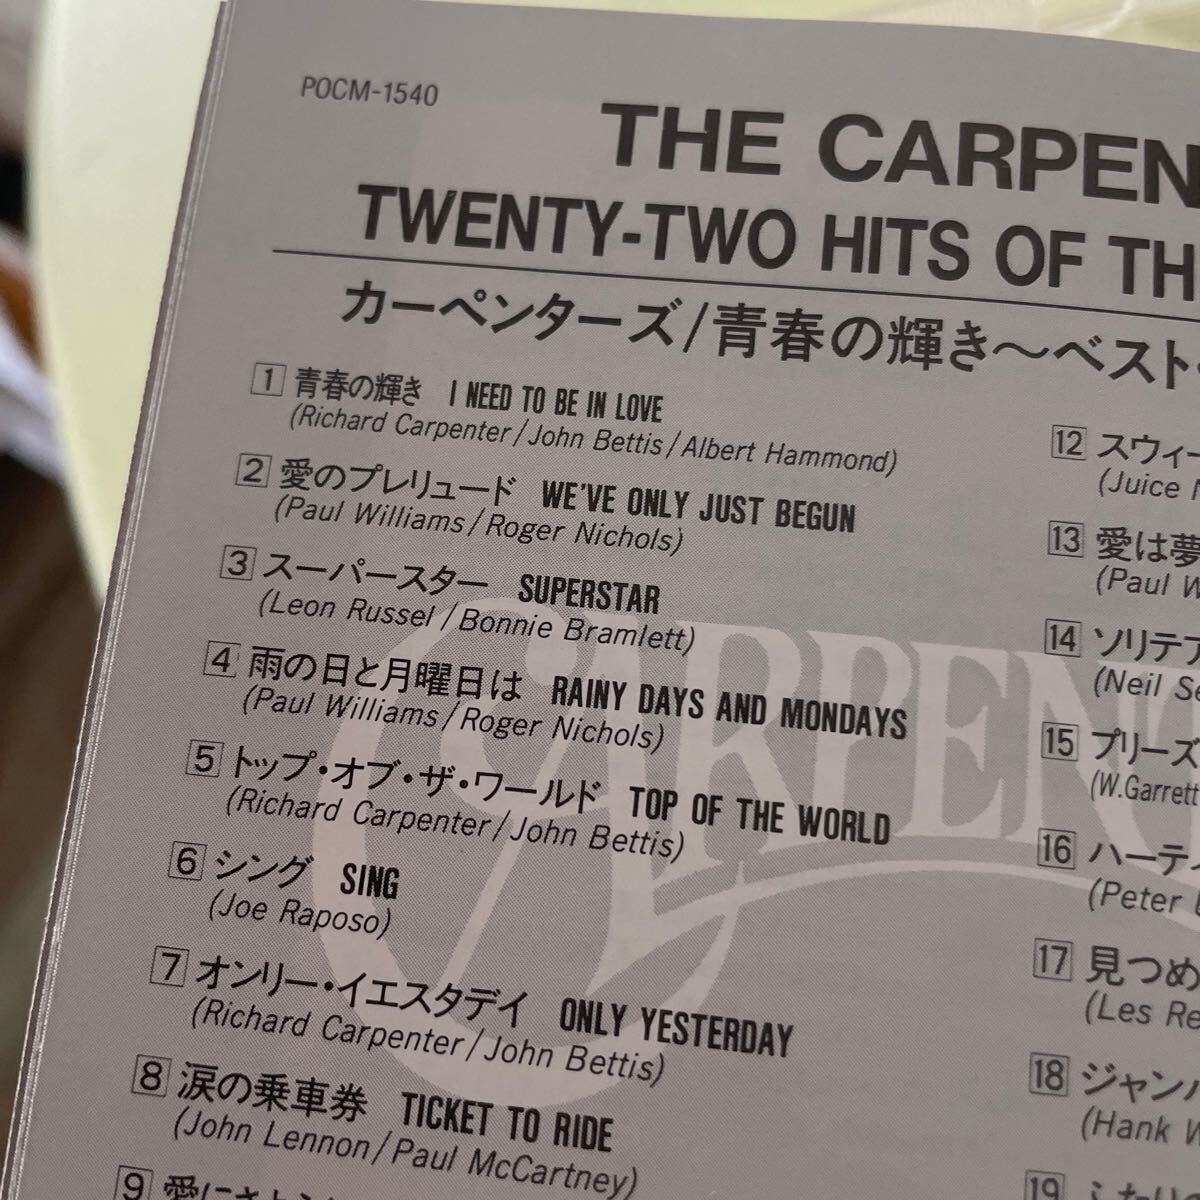 POCM-1540
THE CARPEN
TWENTY-TWO HITS OF TH
カーペンターズ/青春の輝き〜ベスト・
1 青春の輝き I NEED TO BE IN LOVE
(Richard Carpenter/John Bettis/Albert Hammond)
2 愛のプレリュード WE'VE ONLY JUST BEGUN
(Paul Williams/Roger Nichols)
3 スーパースター SUPERSTAR
(Leon Russel/Bonnie Bramlett)
4 雨の日と月曜日は RAINY DAYS AND MONDAYS
(Paul Williams/Roger Nichols)
5 トップ・オブ・ザ・ワールド TOP OF THE WORLD
(Richard Carpenter/John Bettis)
6 シング SING
(Joe Raposo)
7 オンリー・イエスタデイ ONLY YESTERDAY
(Richard Carpenter/John Bettis)
8 涙の乗車券 TICKET TO RIDE
(John Lennon/Paul McCartney)
9 愛にさよ
12 スウィー
(Juice N
13 愛は夢
(Paul W
14 ソリテア
(Neil Se
15 プリーズ
(W.Garrett
16 ハーテ
(Peter
17 見つめ
(Les Re
18 ジャンバ
(Hank W
19 ふたり
CARPEN